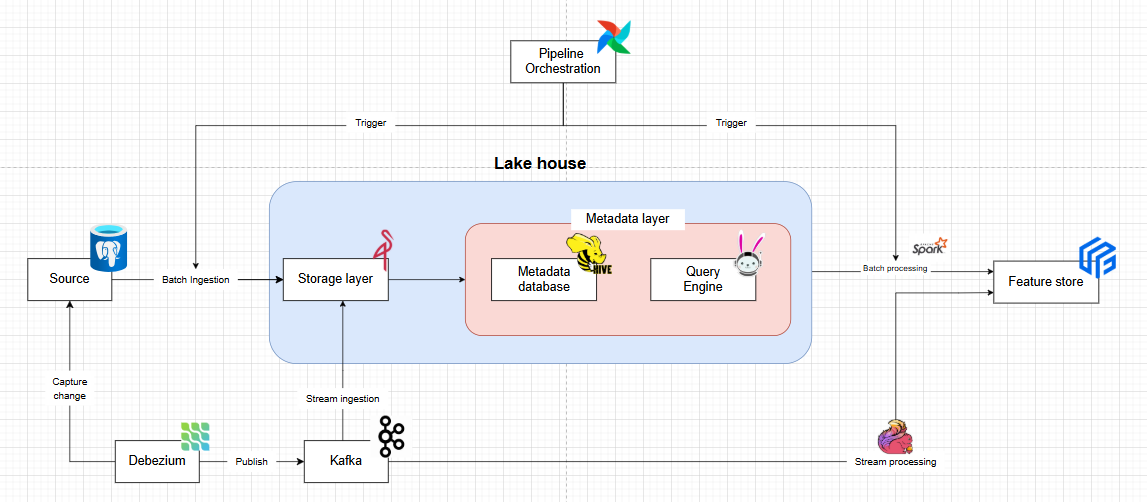 Pipeline
Orchestration
Trigger
Trigger
Lake house
Metadata layer
Source
Batch Ingestion
Storage layer
Metadata
database
HIVE
Query
Engine
APACHE
Spark
Batch processing
Feature store
Capture
change
Stream ingestion
Debezium
Publish
Kafka
Stream processing